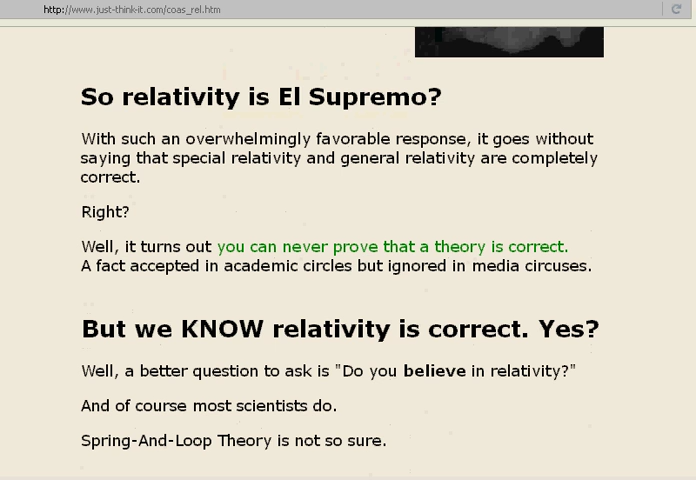 http://www.just-think-it.com/coas_rel.htm
So relativity is El Supremo?
With such an overwhelmingly favorable response, it goes without
saying that special relativity and general relativity are completely
correct.
Right?
Well, it turns out you can never prove that a theory is correct.
A fact accepted in academic circles but ignored in media circuses.
But we KNOW relativity is correct. Yes?
Well, a better question to ask is "Do you believe in relativity?"
And of course most scientists do.
Spring-And-Loop Theory is not so sure.